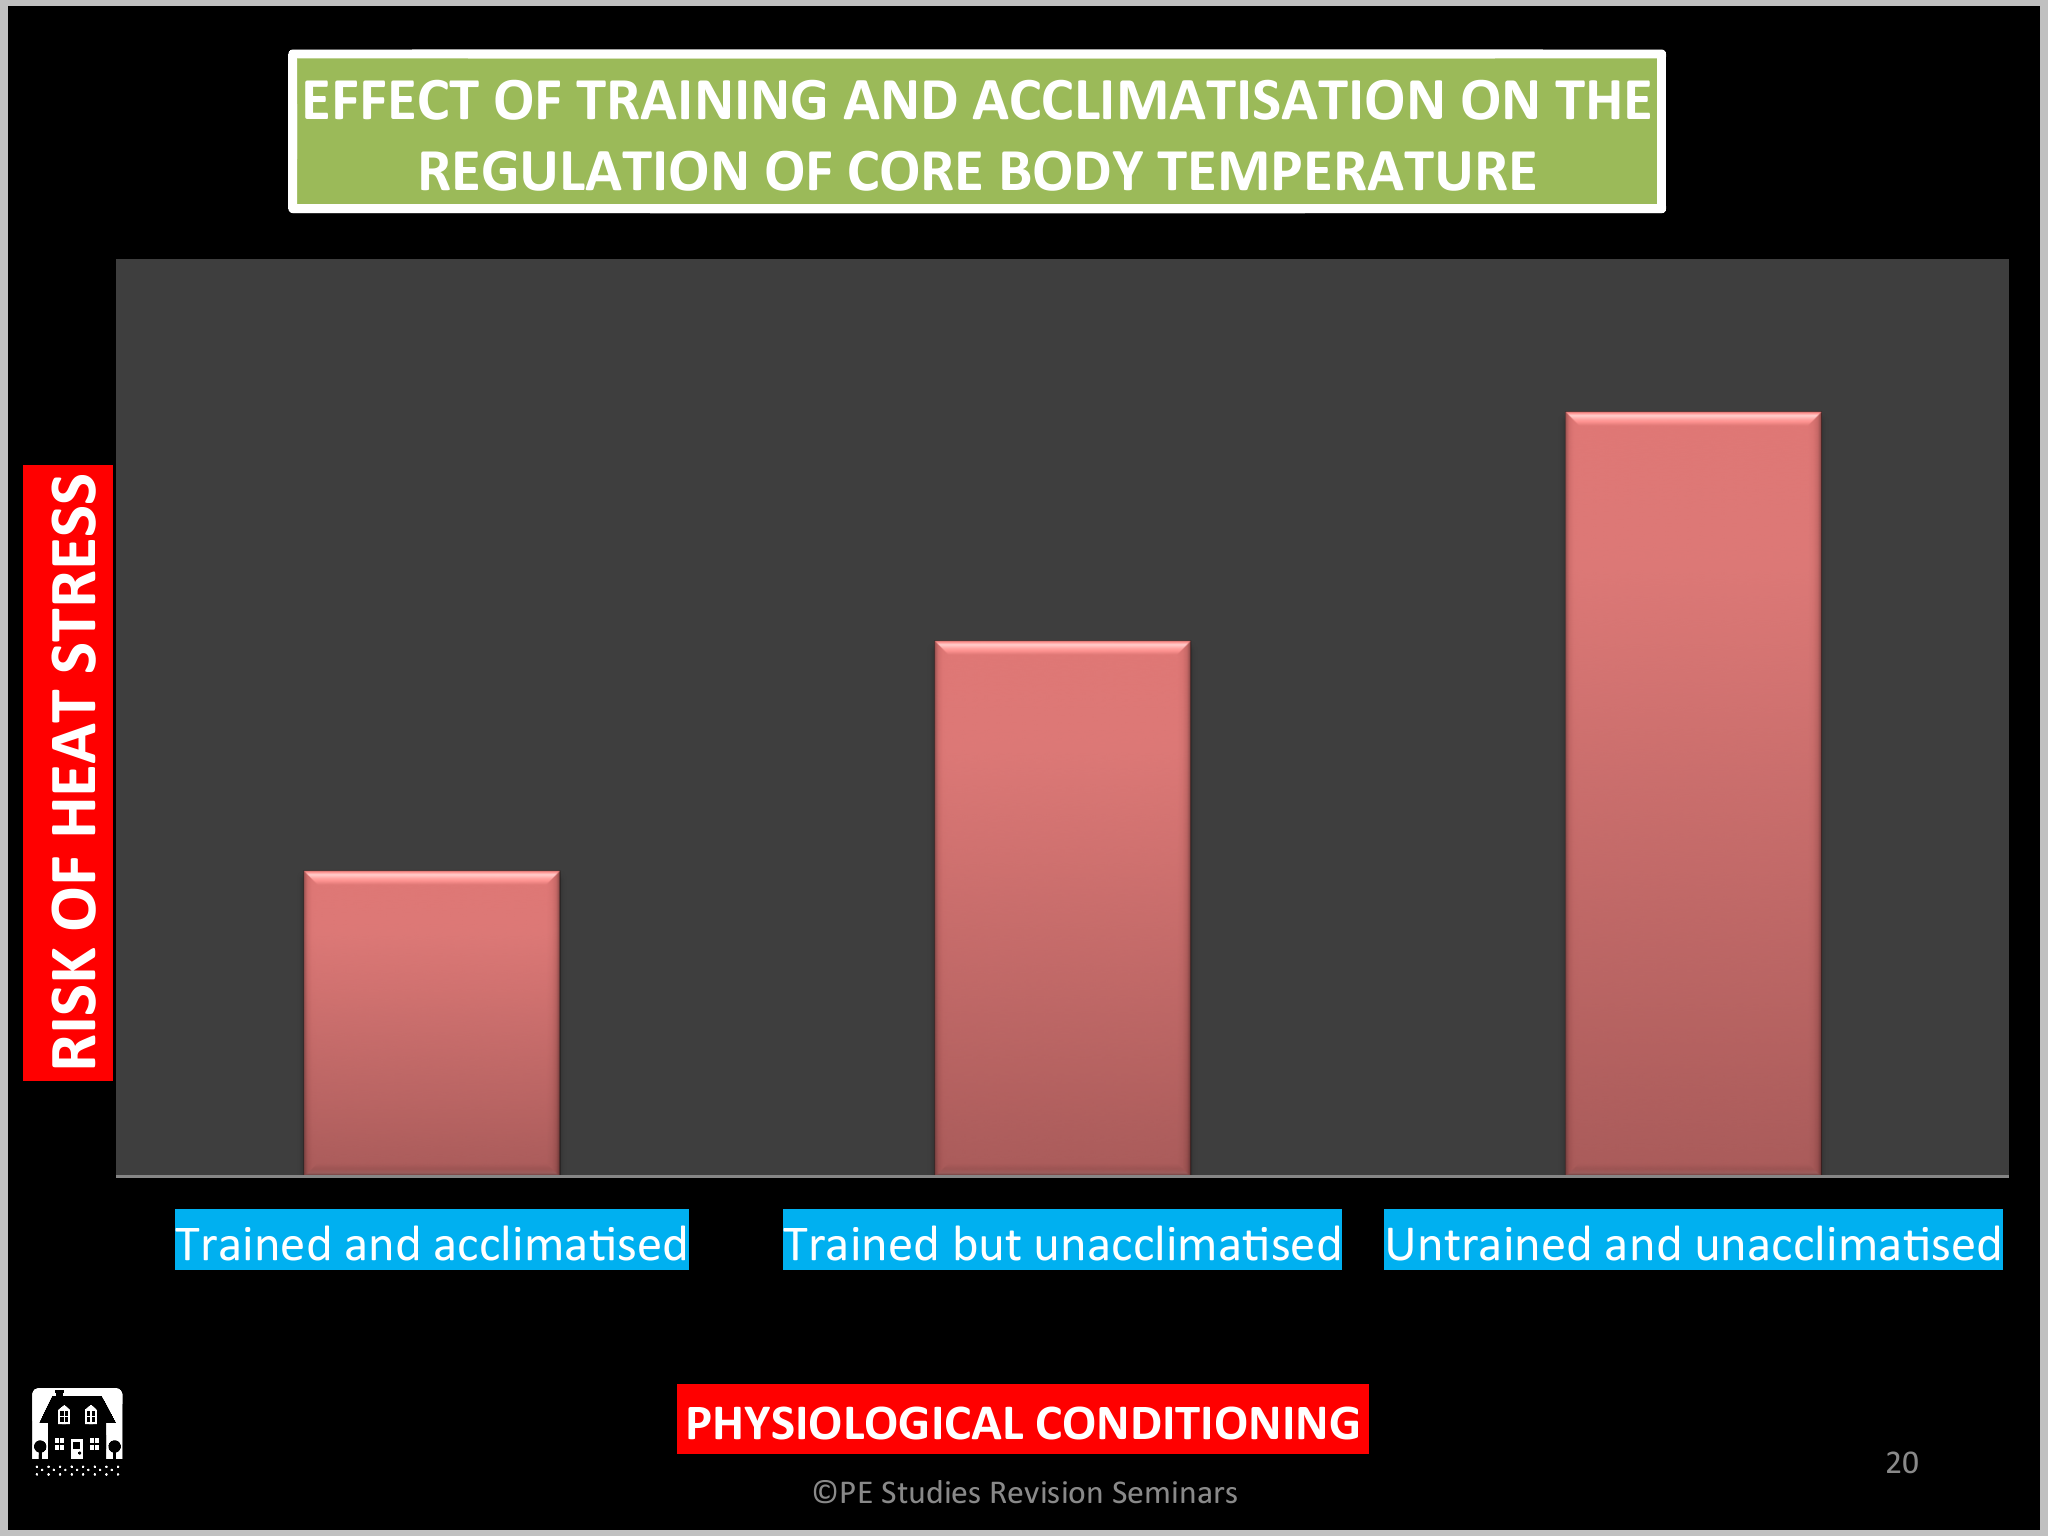 EFFECT OF TRAINING AND ACCLIMATISATION ON THE
REGULATION OF CORE BODY TEMPERATURE
RISK OF HEAT STRESS
Trained and acclimatised
Trained but unacclimatised
Untrained and unacclimatised
PHYSIOLOGICAL CONDITIONING
20
©PE Studies Revision Seminars